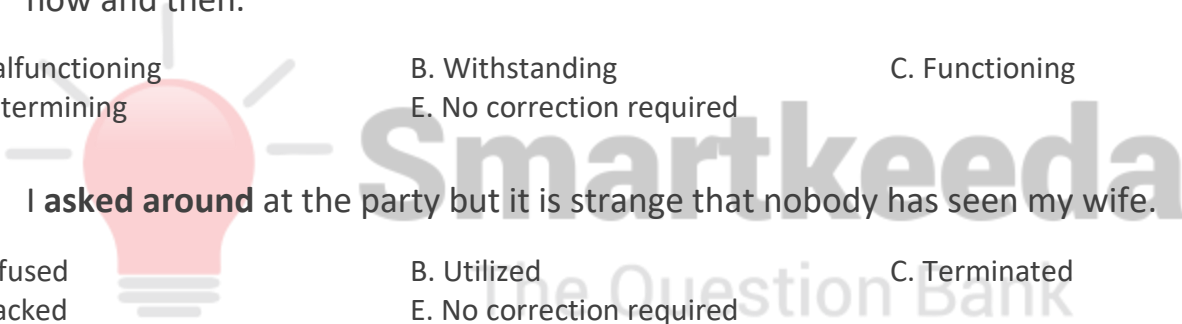 now and then.
alfunctioning B. Withstanding C. Functioning
termining E. No correction required
Smartkeeda
I asked around at the party but it is strange that nobody has seen my wife.
fused B. Utilized C. Terminated
The Question Bank
acked E. No correction required